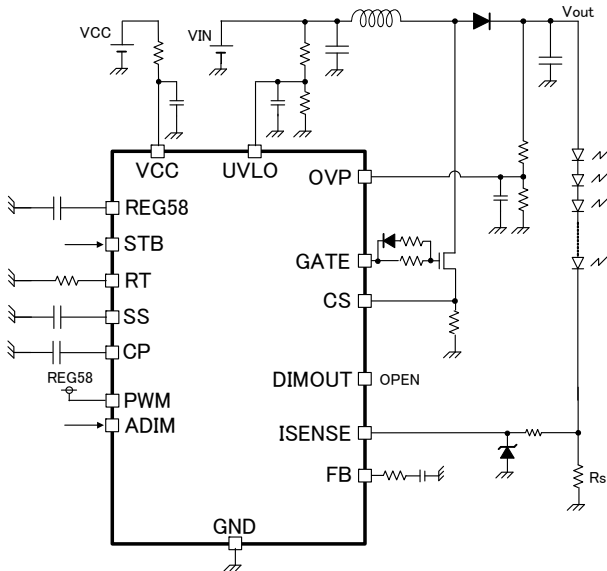 VCC
VIN
Vout
VCC
UVLO
OVP
REG58
STB
GATE
RT
CS
SS
CP
REG58
DIMOUT
OPEN
PWM
ADIM
ISENSE
FB
Rs
GND